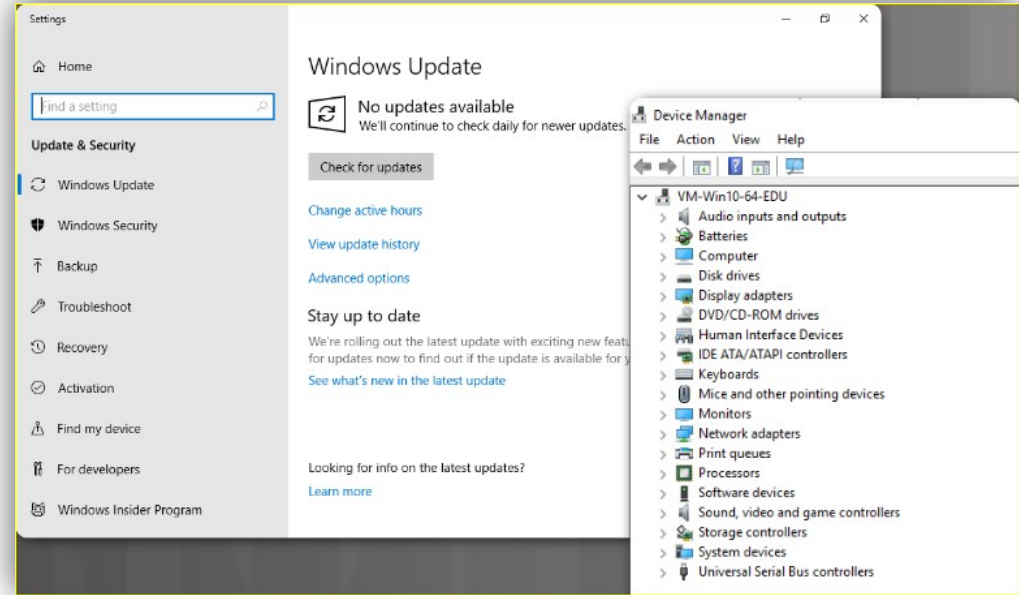 Settings
Home
Find a setting
Update & Security
Windows Update
Windows Security
Backup
Troubleshoot
Recovery
Activation
Find my device
For developers
Windows Insider Program
Windows Update
No updates available
We'll continue to check daily for newer updates.
Check for updates
Change active hours
View update history
Advanced options
Stay up to date
We're rolling out the latest update with exciting new
for updates now to find out if the update is available for
See what's new in the latest update
Looking for info on the latest updates?
Learn more
Device Manager
File Action View Help
VM-Win10-64-EDU
Audio inputs and outputs
Batteries
Computer
Disk drives
Display adapters
DVD/CD-ROM drives
Human Interface Devices
IDE ATA/ATAPI controllers
Keyboards
Mice and other pointing devices
Monitors
Network adapters
Print queues
Processors
Software devices
Sound, video and game controllers
Storage controllers
System devices
Universal Serial Bus controllers